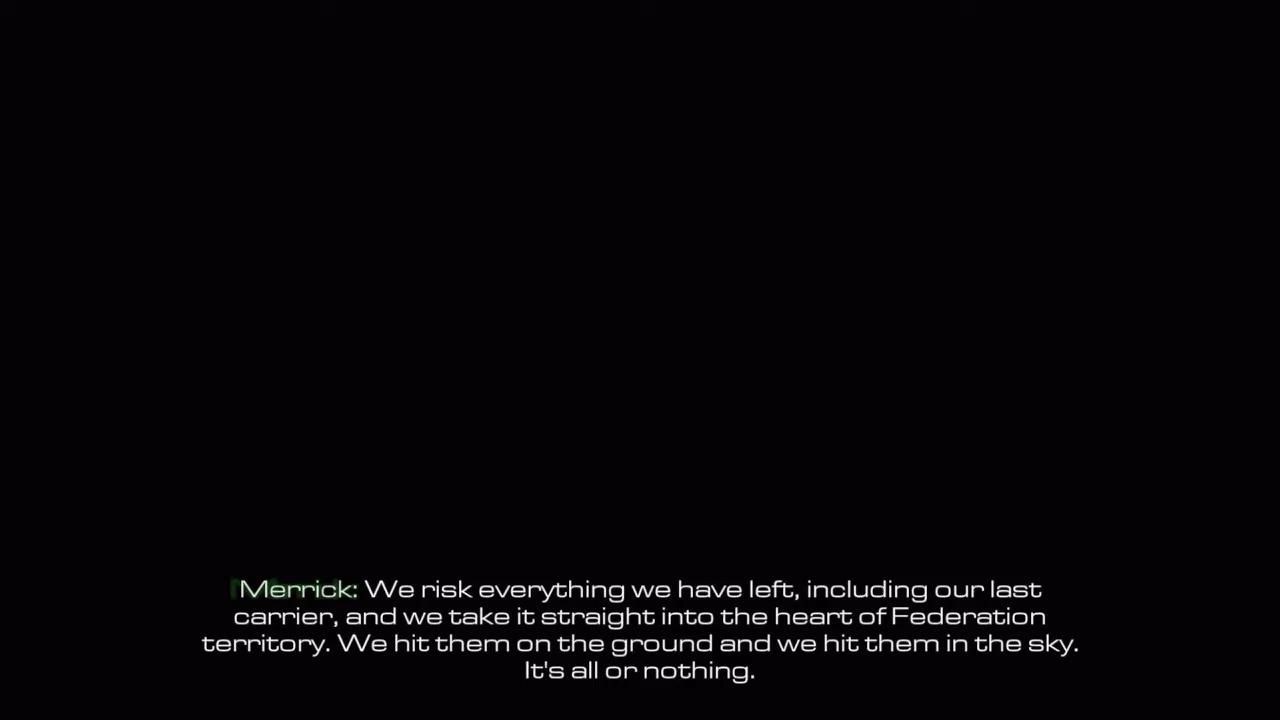 Merrick: We risk everything we have left, including our last
carrier, and we take it straight into the heart of Federation
territory. We hit them on the ground and we hit them in the sky.
It's all or nothing.